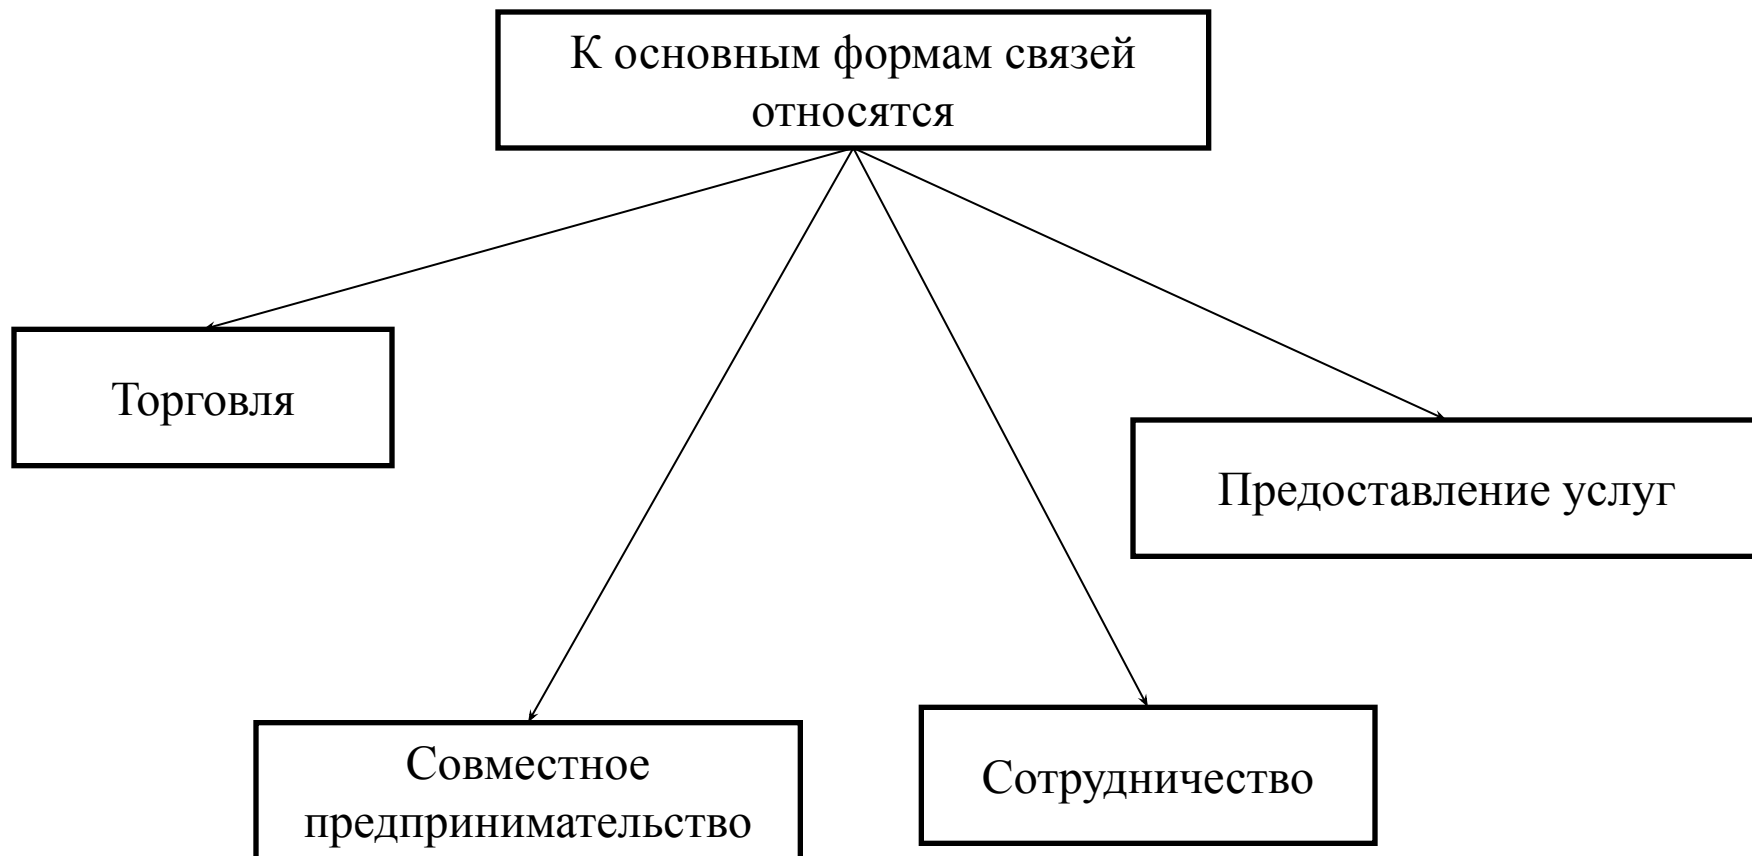 К основным формам связей
относятся
Торговля
Предоставление услуг
Совместное
предпринимательство
Сотрудничество